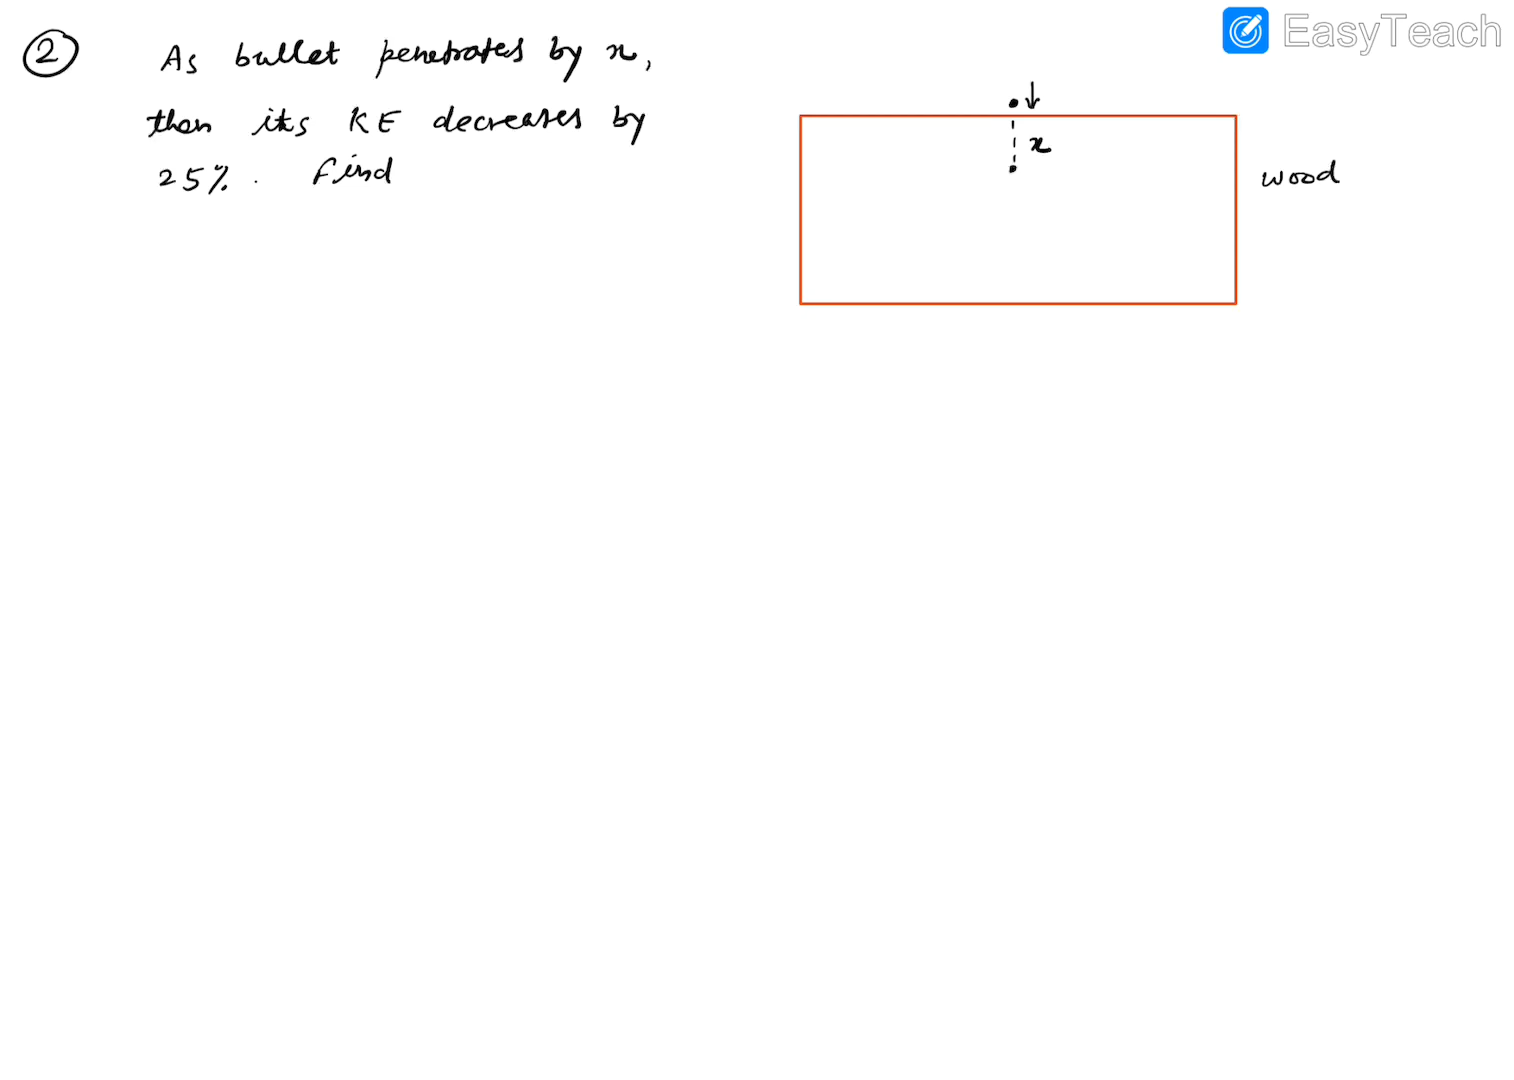 ②
As bullet penetrates by x,
then its KE decreases by
25%. Find
x
wood
EasyTeach